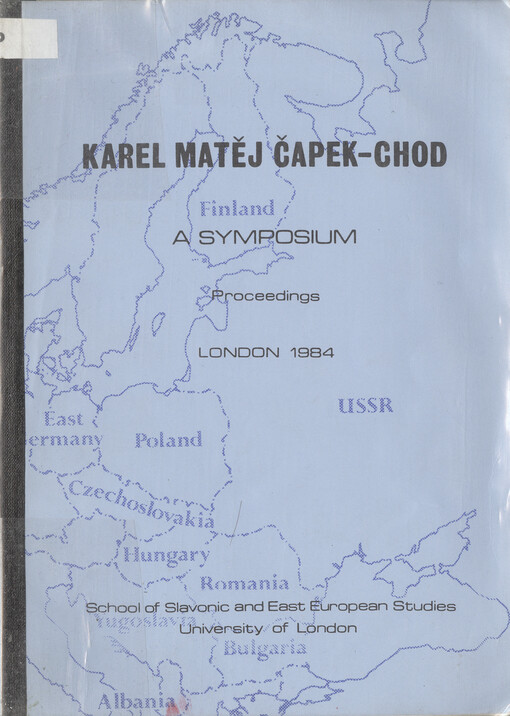 KAREL MATĚJ ČAPEK-CHOD
Finland
A SYMPOSIUM
Proceedings
LONDON 1984
USSR
East
ermany
Poland
Czechoslovakia
Hungary
Romania
School of Slavonic and East European Studies
Yugoslavia
University of London
Bulgaria
Albania